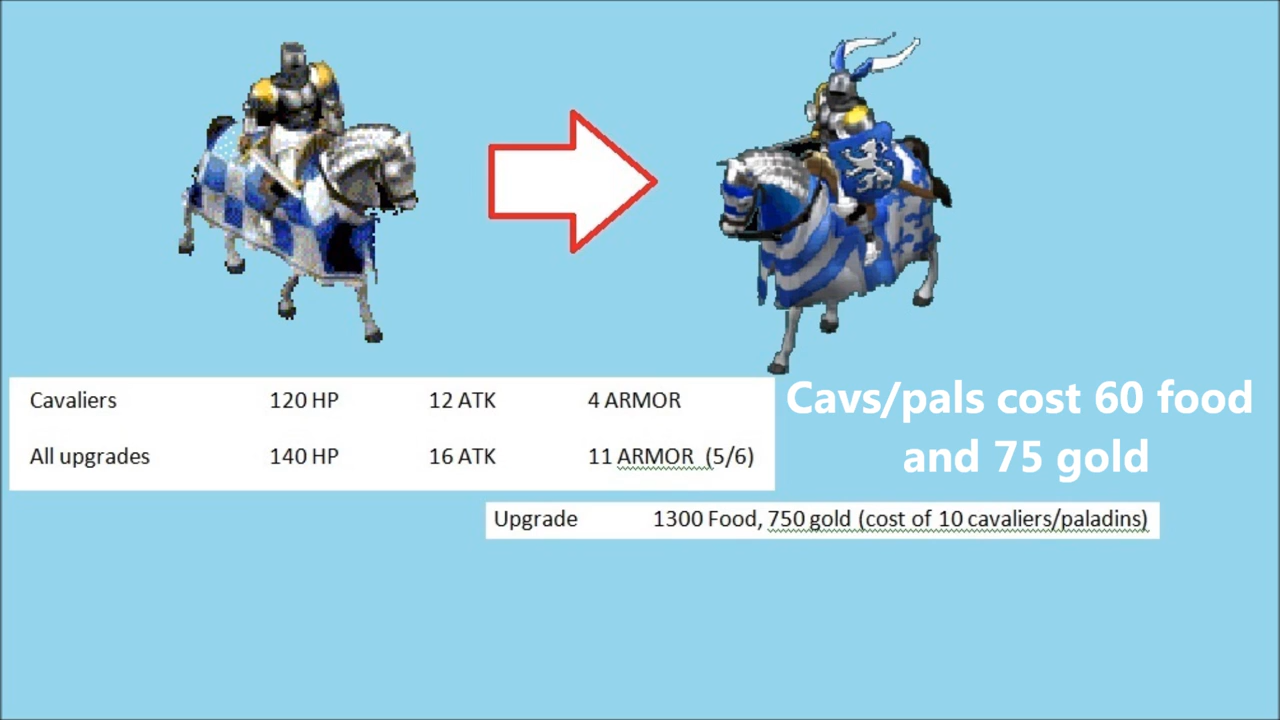 Cavaliers 120 HP 12 ATK 4 ARMOR
All upgrades 140 HP 16 ATK 11 ARMOR (5/6)
Cavs/pals cost 60 food
and 75 gold
Upgrade 1300 Food, 750 gold (cost of 10 cavaliers/paladins)